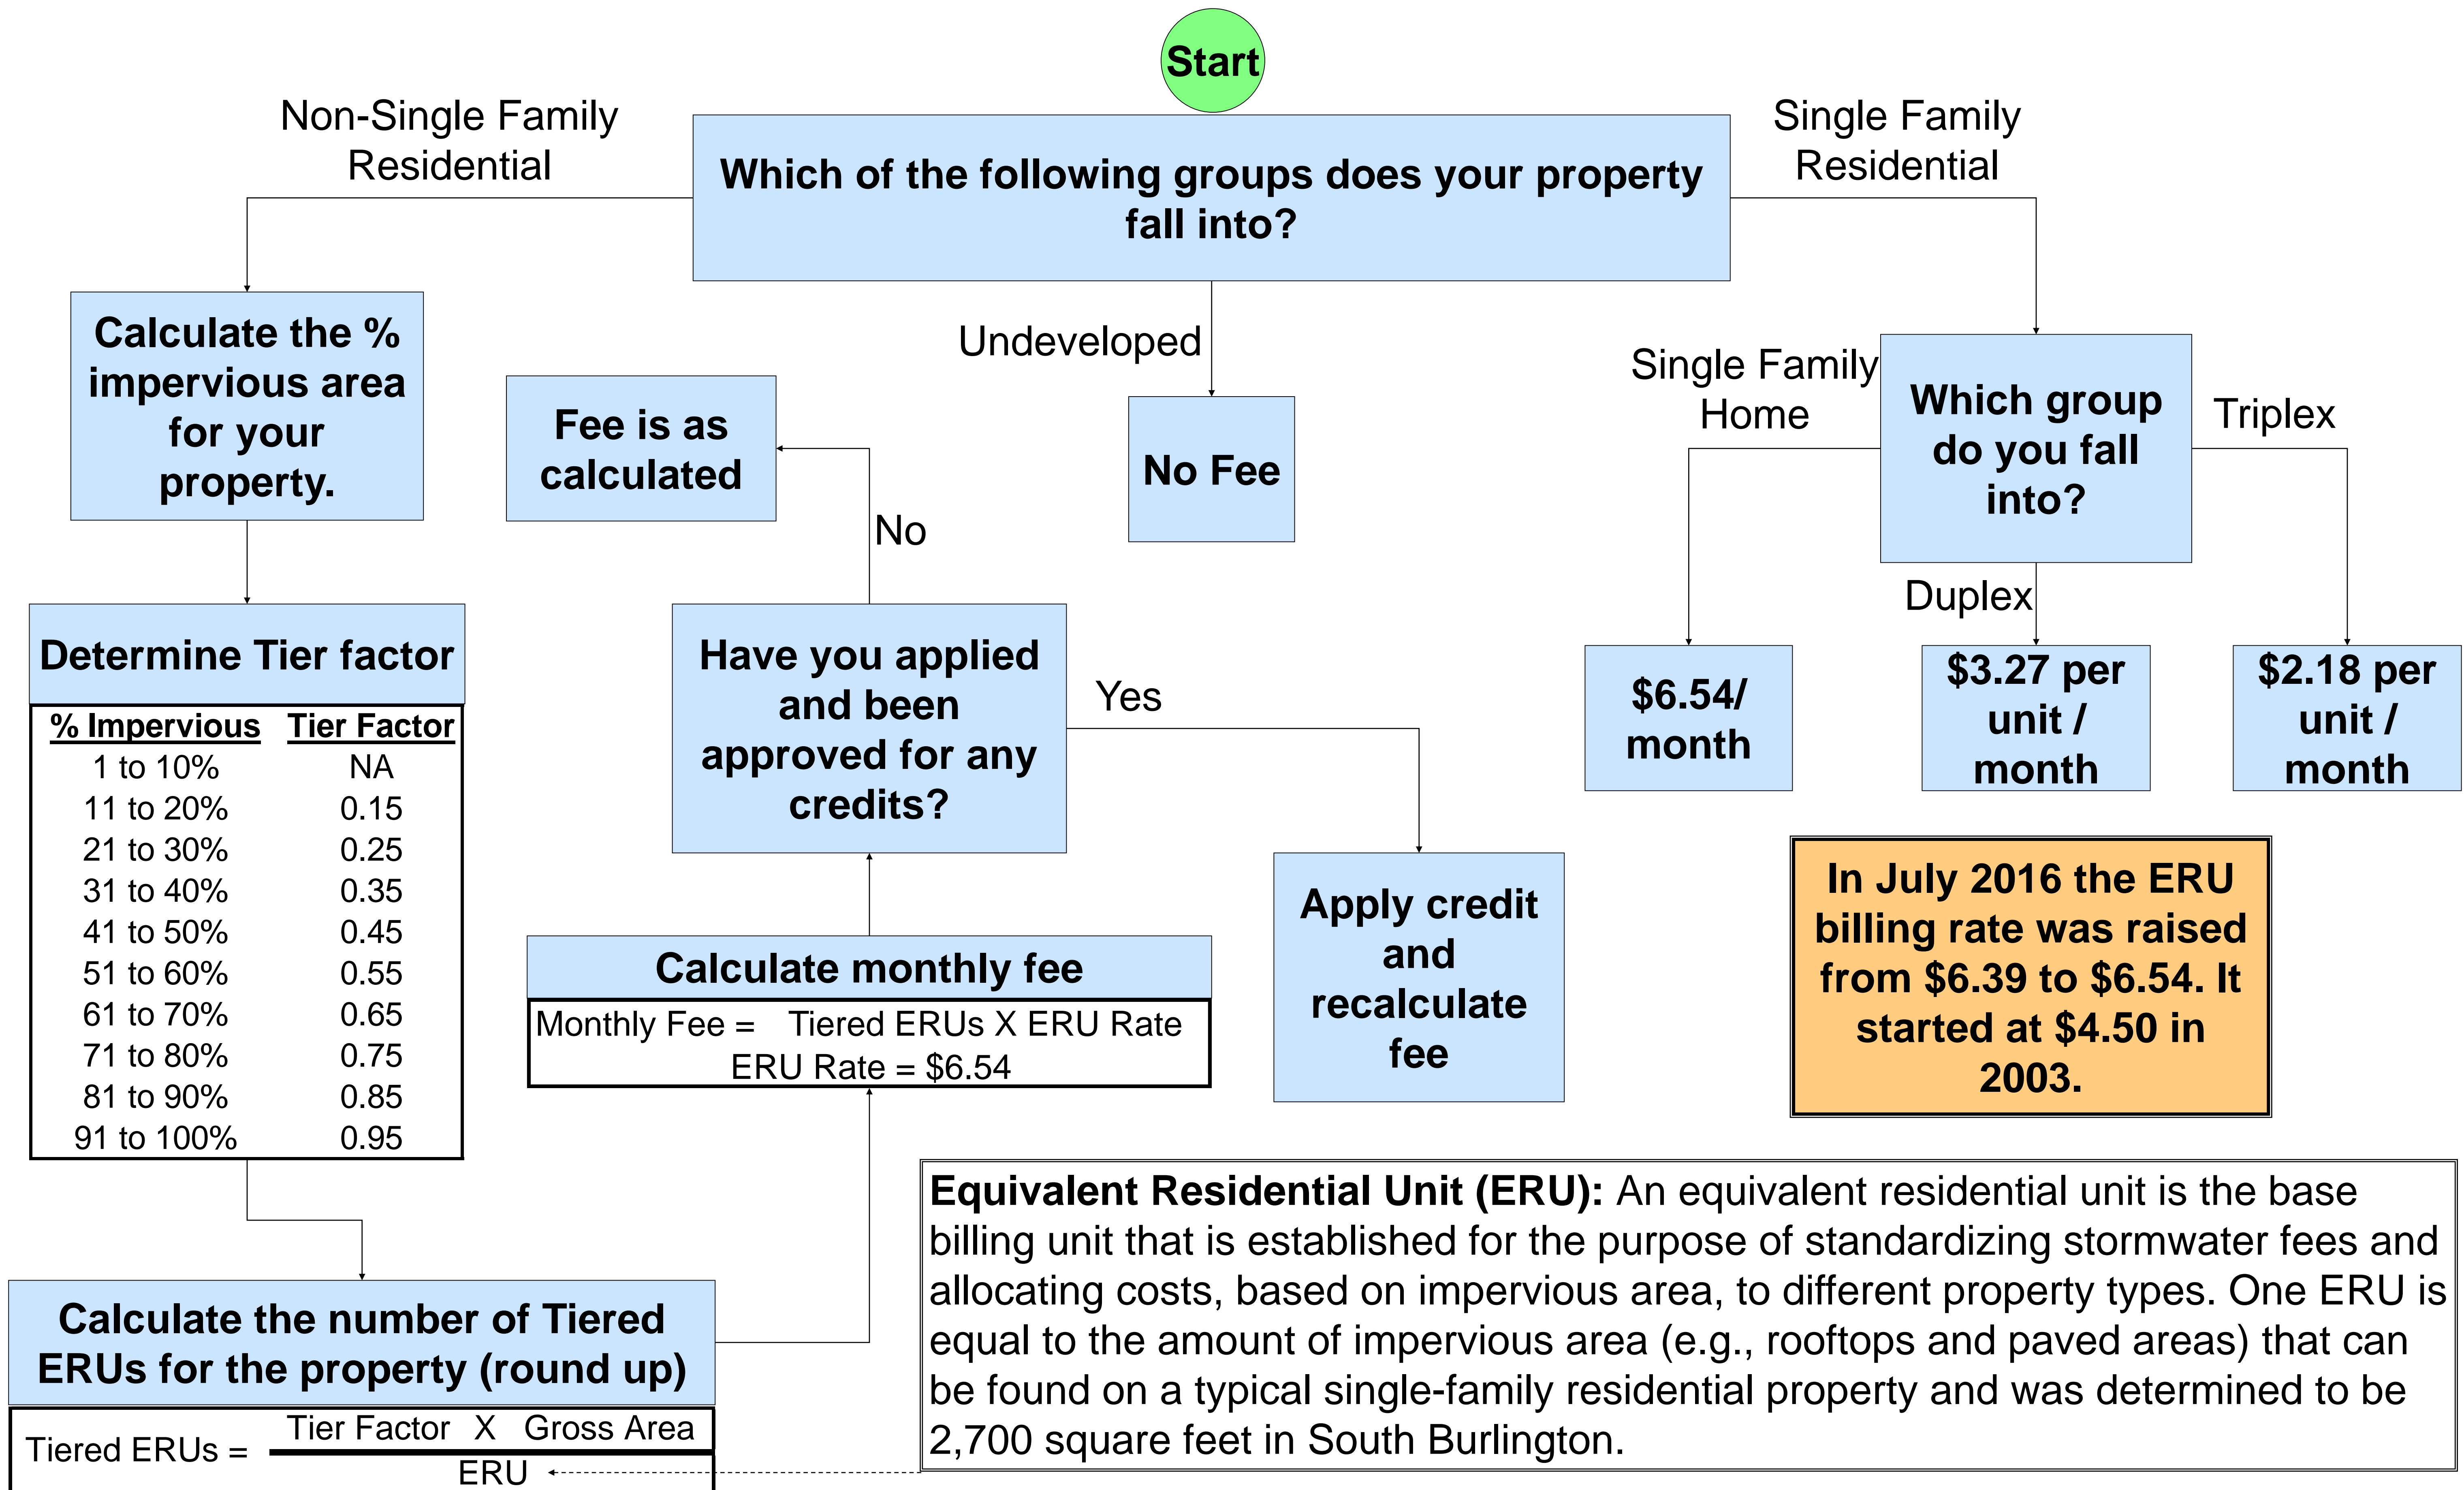 Start
Non-Single Family
Residential
Which of the following groups does your property
fall into?
Single Family
Residential
Calculate the %
impervious area
for your
property.
Fee is as
calculated
Undeveloped
No Fee
Single Family
Home
Which group
do you fall
into?
Triplex
No
Duplex
Determine Tier factor
% Impervious Tier Factor
1 to 10% NA
11 to 20% 0.15
21 to 30% 0.25
31 to 40% 0.35
41 to 50% 0.45
51 to 60% 0.55
61 to 70% 0.65
71 to 80% 0.75
81 to 90% 0.85
91 to 100% 0.95
Have you applied
and been
approved for any
credits?
Yes
$6.54/
month
$3.27 per
unit /
month
$2.18 per
unit /
month
Calculate monthly fee
Monthly Fee = Tiered ERUs X ERU Rate
ERU Rate = $6.54
Apply credit
and
recalculate
fee
In July 2016 the ERU
billing rate was raised
from $6.39 to $6.54. It
started at $4.50 in
2003.
Calculate the number of Tiered
ERUs for the property (round up)
Tiered ERUs =
Tier Factor X Gross Area
ERU
Equivalent Residential Unit (ERU): An equivalent residential unit is the base
billing unit that is established for the purpose of standardizing stormwater fees and
allocating costs, based on impervious area, to different property types. One ERU is
equal to the amount of impervious area (e.g., rooftops and paved areas) that can
be found on a typical single-family residential property and was determined to be
2,700 square feet in South Burlington.